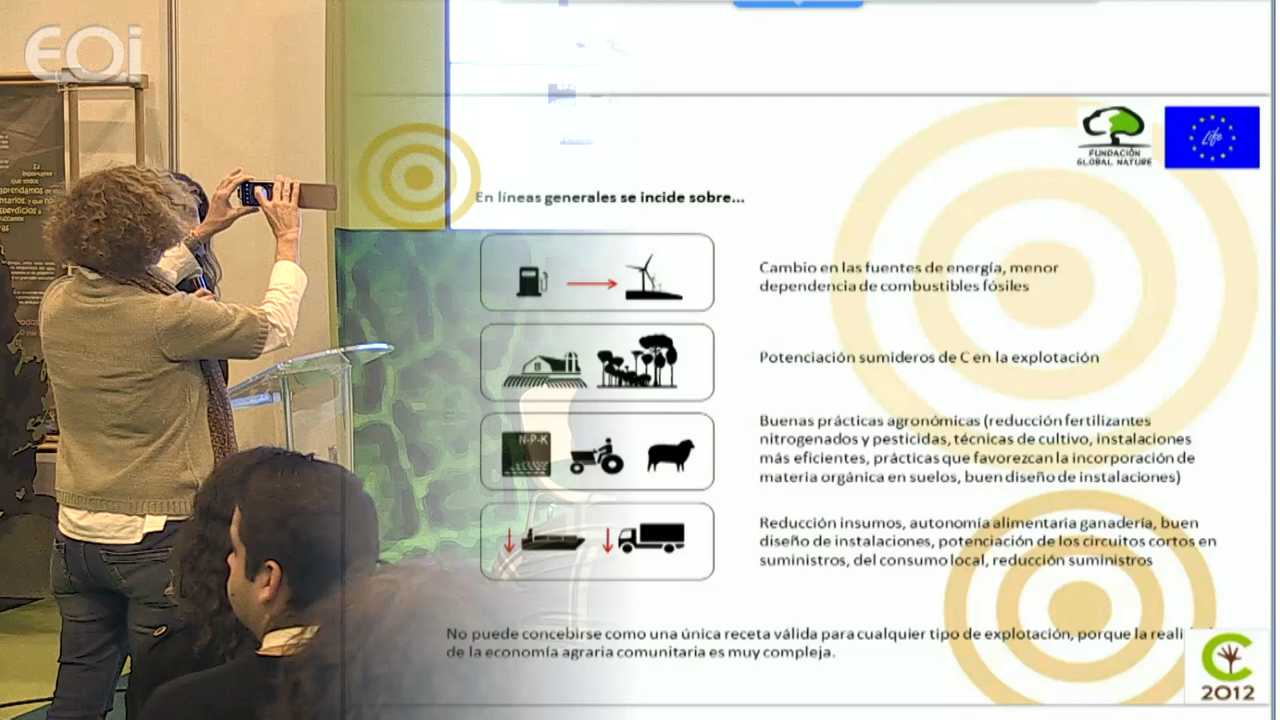 EOi
aprendamos
FUNDACIÓN
GLOBAL NATURE
Life
En líneas generales se incide sobre...
Cambio en las fuentes de energía, menor
dependencia de combustibles fósiles
Potenciación sumideros de C en la explotación
N-P-K
Buenas prácticas agronómicas (reducción fertilizantes
nitrogenados y pesticidas, técnicas de cultivo, instalaciones
más eficientes, prácticas que favorezcan la incorporación de
materia orgánica en suelos, buen diseño de instalaciones)
Reducción insumos, autonomía alimentaria ganadería, buen
diseño de instalaciones, potenciación de los circuitos cortos en
suministros, del consumo local, reducción suministros
No puede concebirse como una única receta válida para cualquier tipo de explotación, porque la reali
de la economía agraria comunitaria es muy compleja.
C
2012